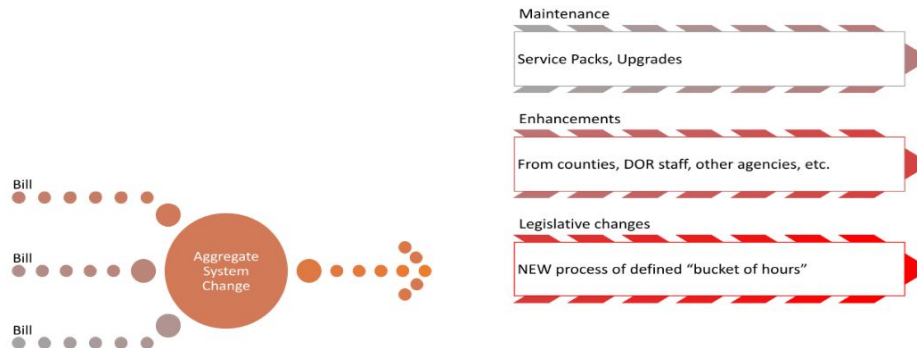 Bill
Bill
Bill
Aggregate
System
Change
Maintenance
Service Packs, Upgrades
Enhancements
From counties, DOR staff, other agencies, etc.
Legislative changes
NEW process of defined “bucket of hours”